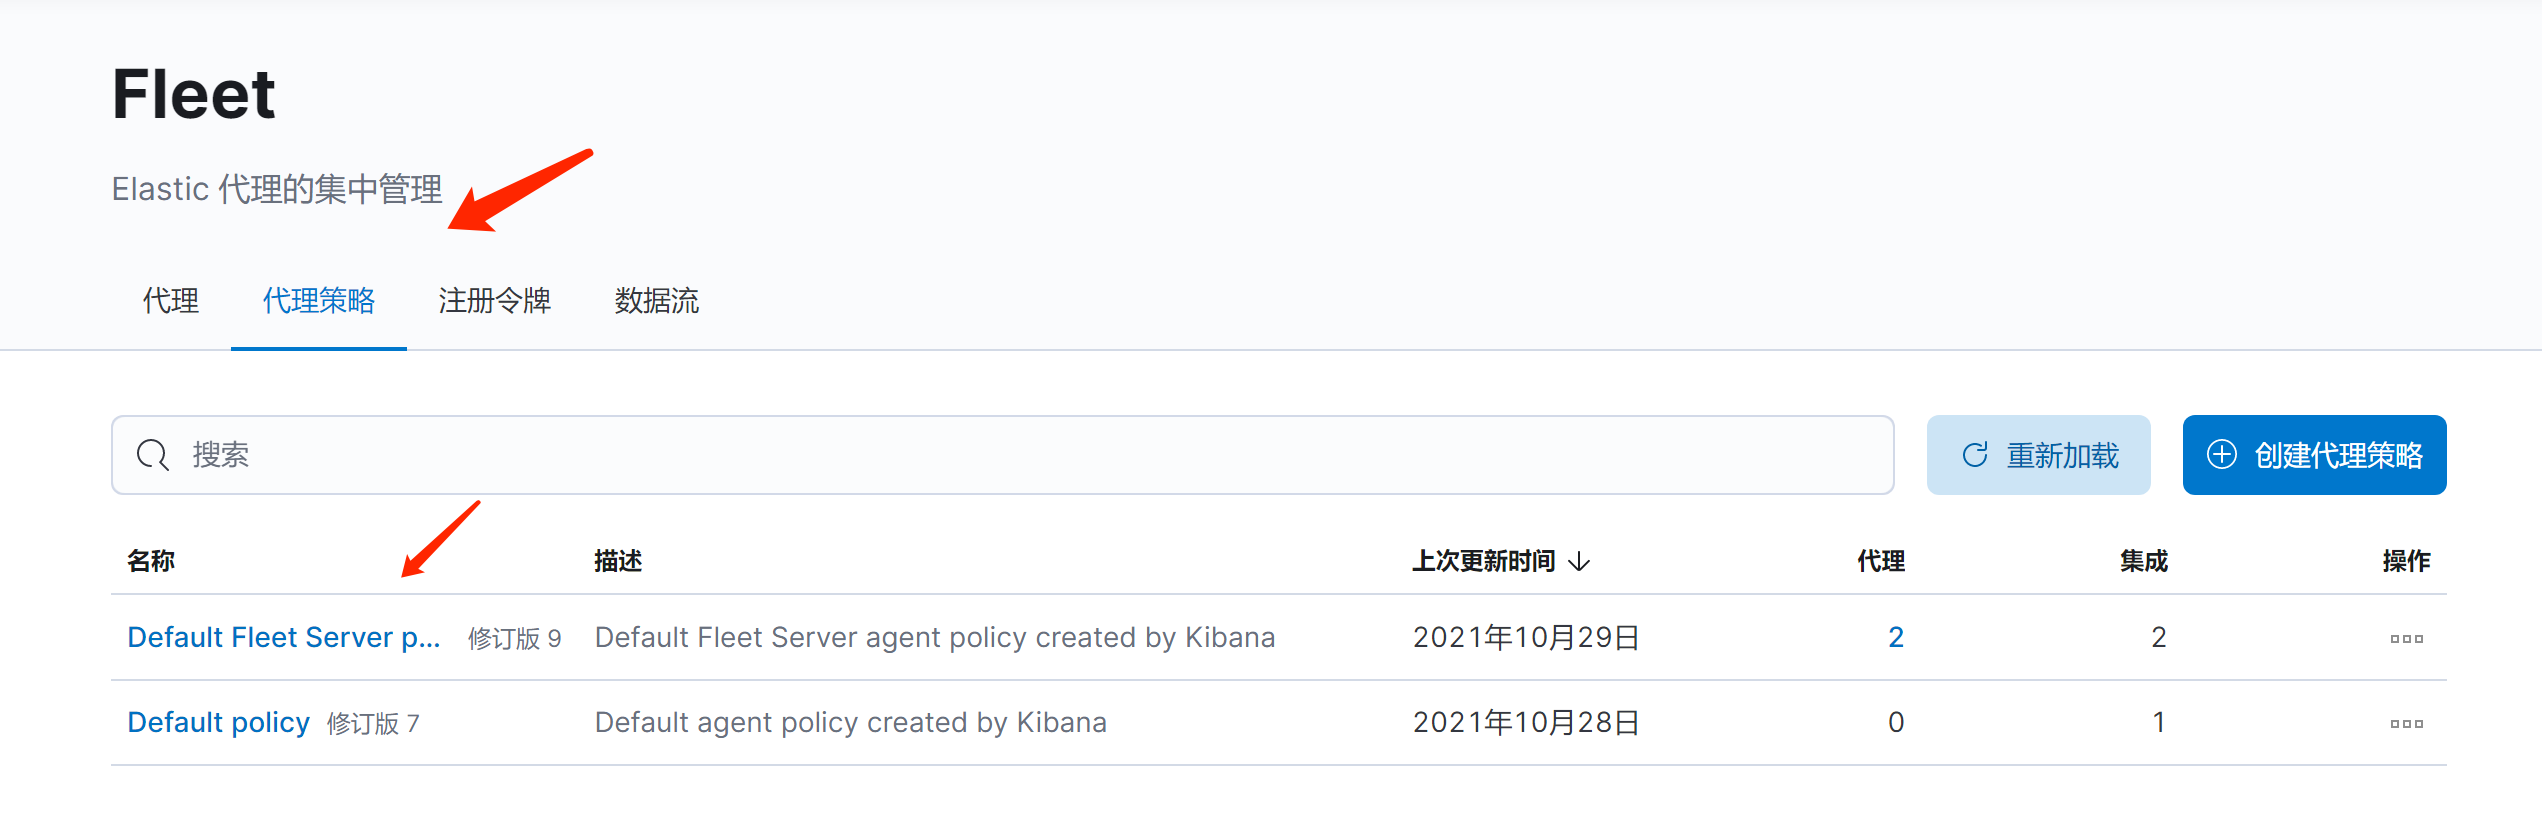 Fleet
Elastic 代理的集中管理
代理 代理策略 注册令牌 数据流
搜索 重新加载 创建代理策略
名称 描述 上次更新时间 代理 集成 操作
Default Fleet Server p... 修订版 9 Default Fleet Server agent policy created by Kibana 2021年10月29日 2 2
Default policy 修订版 7 Default agent policy created by Kibana 2021年10月28日 0 1